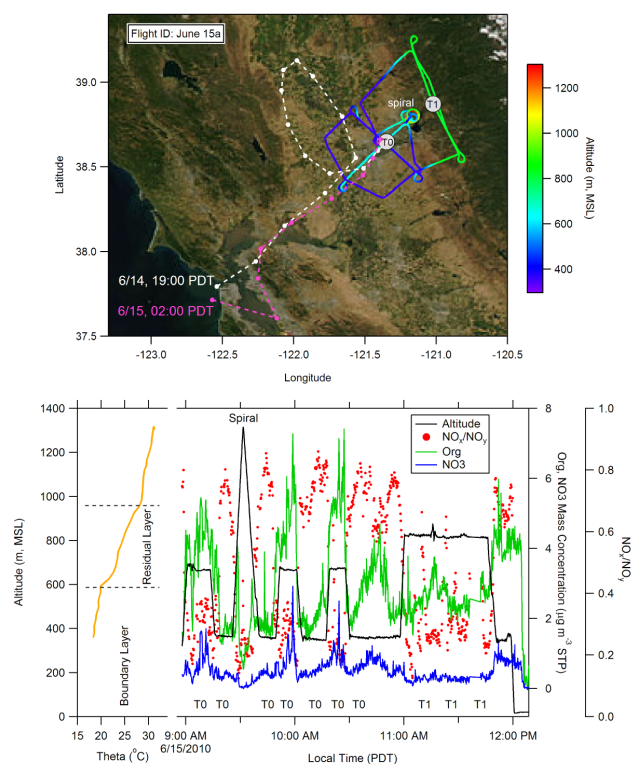 Flight ID: June 15a
39.0
38.5
38.0
37.5
Latitude
spiral
T1
T0
6/14, 19:00 PDT
6/15, 02:00 PDT
-123.0
-122.5
-122.0
-121.5
-121.0
-120.5
Longitude
1200
1000
800
600
400
Altitude (m, MSL)
1400
1200
1000
800
600
400
200
0
Altitude (m, MSL)
Residual Layer
Boundary Layer
15
20
25
30
Theta (°C)
Spiral
Altitude
NOx/NOy
Org
NO3
T0 T0 T0 T0 T0 T0 T0 T1 T1 T1
9:00 AM
6/15/2010
10:00 AM
11:00 AM
12:00 PM
Local Time (PDT)
8
6
4
2
0
Org, NO3 Mass Concentration (µg m⁻³ STP)
1.0
0.8
0.6
0.4
0.2
0.0
NOx/NOy